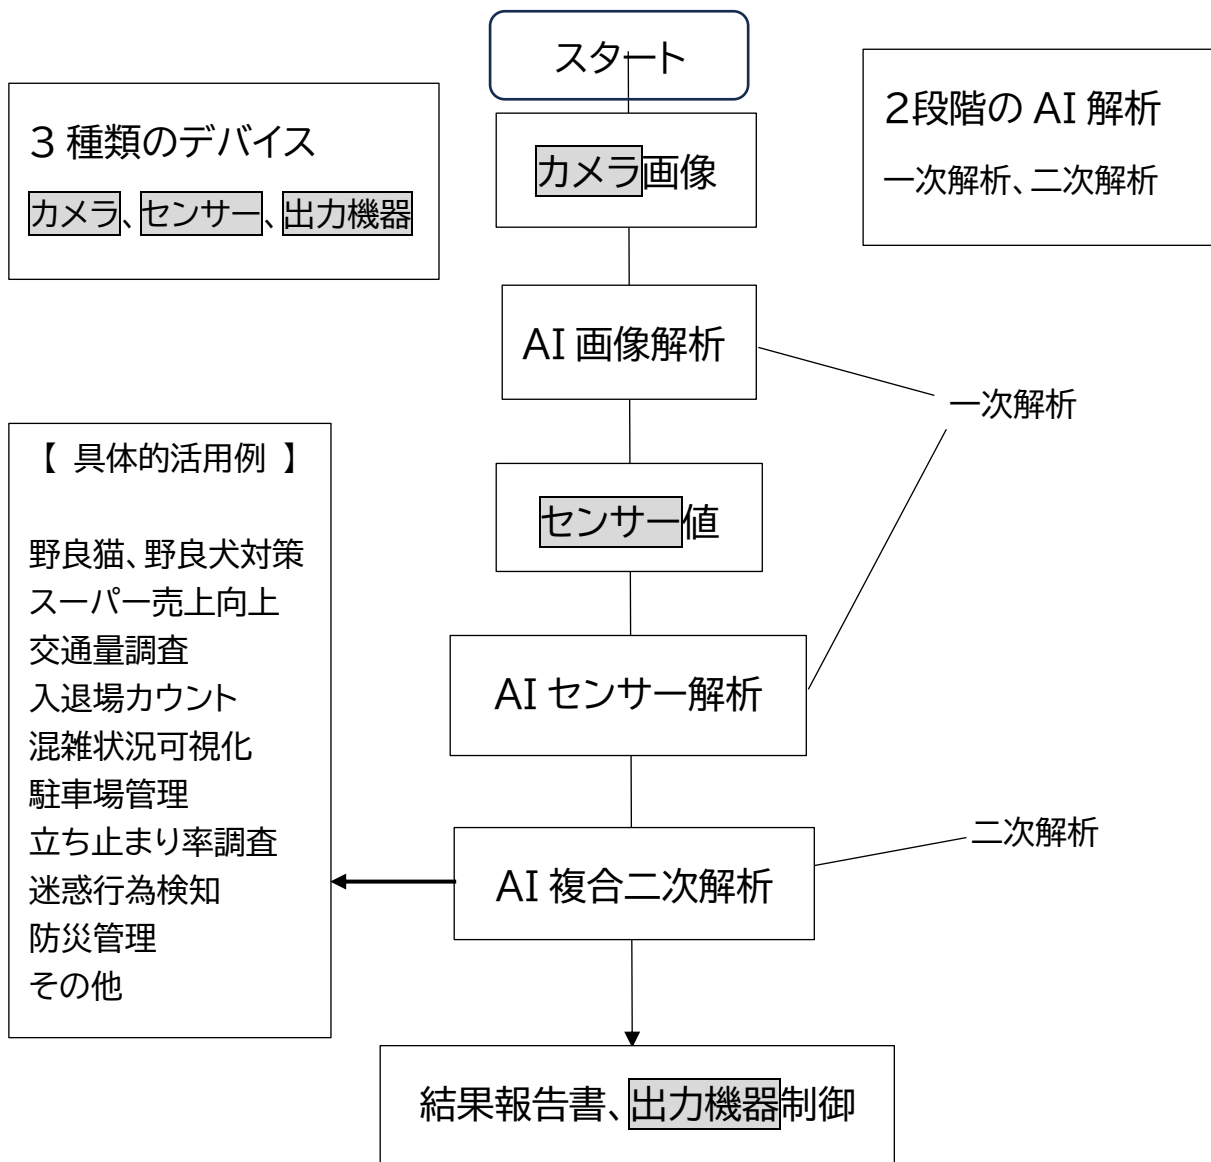 スタート
3 種類のデバイス
カメラ、センサー、出力機器
2段階の AI 解析
一次解析、二次解析
カメラ画像
AI 画像解析
一次解析
センサー値
AI センサー解析
二次解析
AI 複合二次解析
【 具体的活用例 】
野良猫、野良犬対策
スーパー売上向上
交通量調査
入退場カウント
混雑状況可視化
駐車場管理
立ち止まり率調査
迷惑行為検知
防災管理
その他
結果報告書、出力機器制御